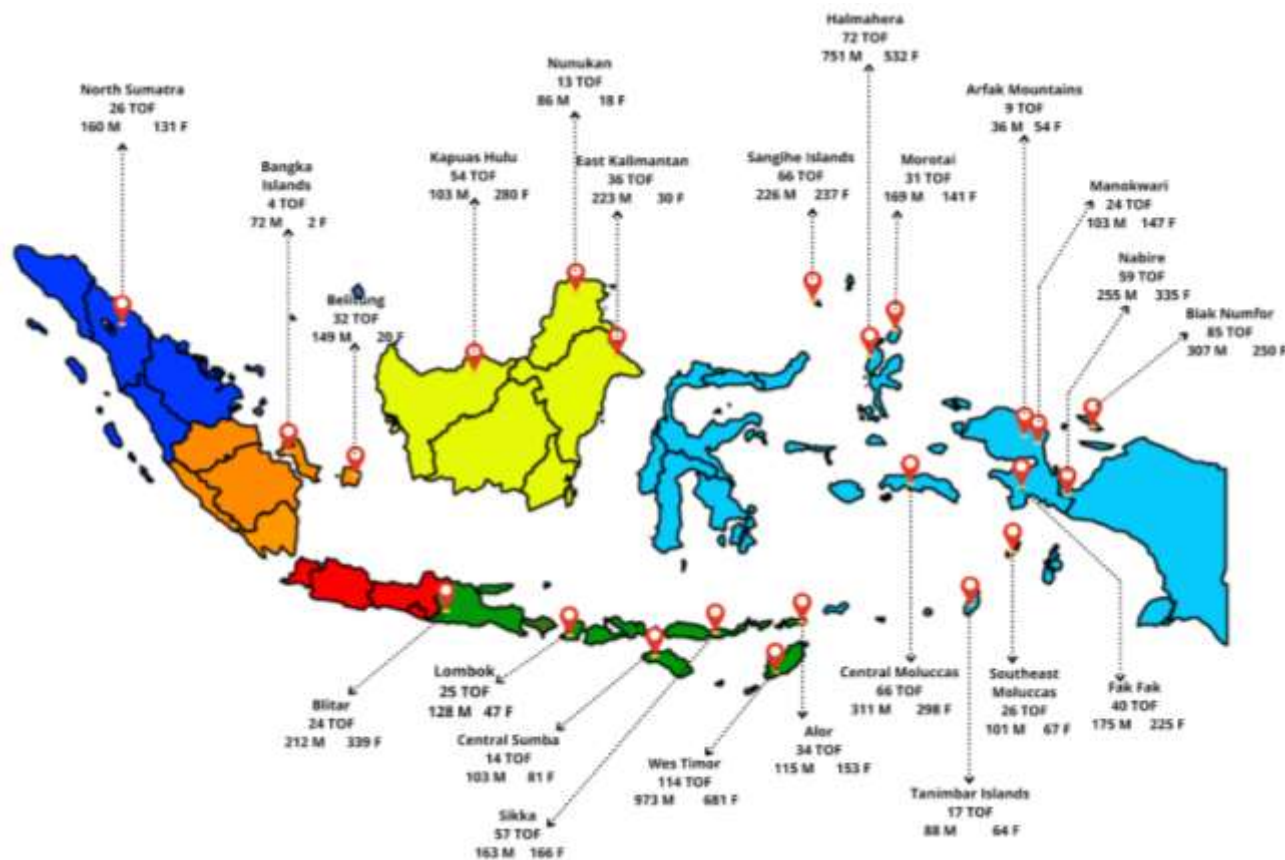 North Sumatra
26 TOF
160 M 131 F
Bangka
Islands
4 TOF
72 M 2 F
Belitung
32 TOF
149 M 20 F
Kapuas Hulu
54 TOF
103 M 280 F
Nunukan
13 TOF
86 M 18 F
East Kalimantan
36 TOF
223 M 30 F
Sangihe Islands
66 TOF
226 M 237 F
Halmahera
72 TOF
751 M 532 F
Morotai
31 TOF
169 M 141 F
Arfak Mountains
9 TOF
36 M 54 F
Manokwari
24 TOF
103 M 147 F
Nabire
59 TOF
255 M 335 F
Biak Numfor
85 TOF
307 M 250 F
Blitar
24 TOF
212 M 339 F
Lombok
25 TOF
128 M 47 F
Central Sumba
14 TOF
103 M 81 F
Sikka
57 TOF
163 M 166 F
Wes Timor
114 TOF
973 M 681 F
Alor
34 TOF
115 M 153 F
Central Moluccas
66 TOF
311 M 298 F
Tanimbar Islands
17 TOF
88 M 64 F
Southeast
Moluccas
26 TOF
101 M 67 F
Fak Fak
40 TOF
175 M 225 F